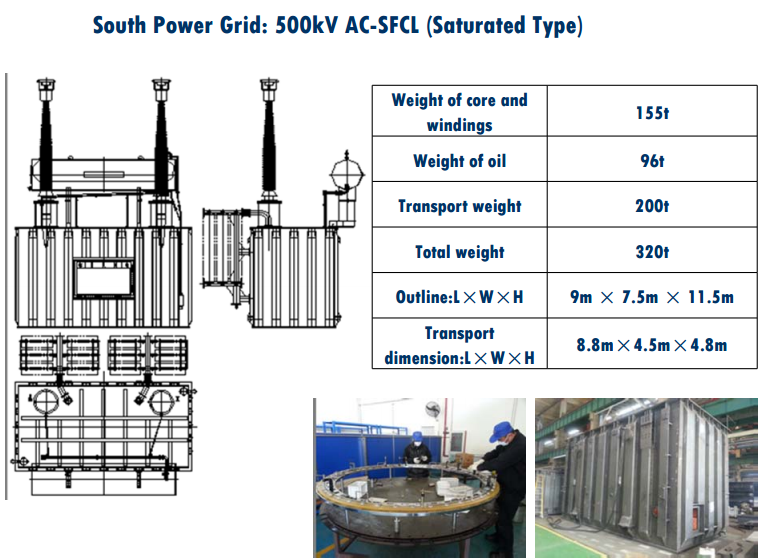 South Power Grid: 500kV AC-SFCL (Saturated Type)
Weight of core and
windings
155t
Weight of oil
96t
Transport weight
200t
Total weight
320t
Outline:L×W×H
9m × 7.5m × 11.5m
Transport
dimension:L×W×H
8.8m×4.5m×4.8m